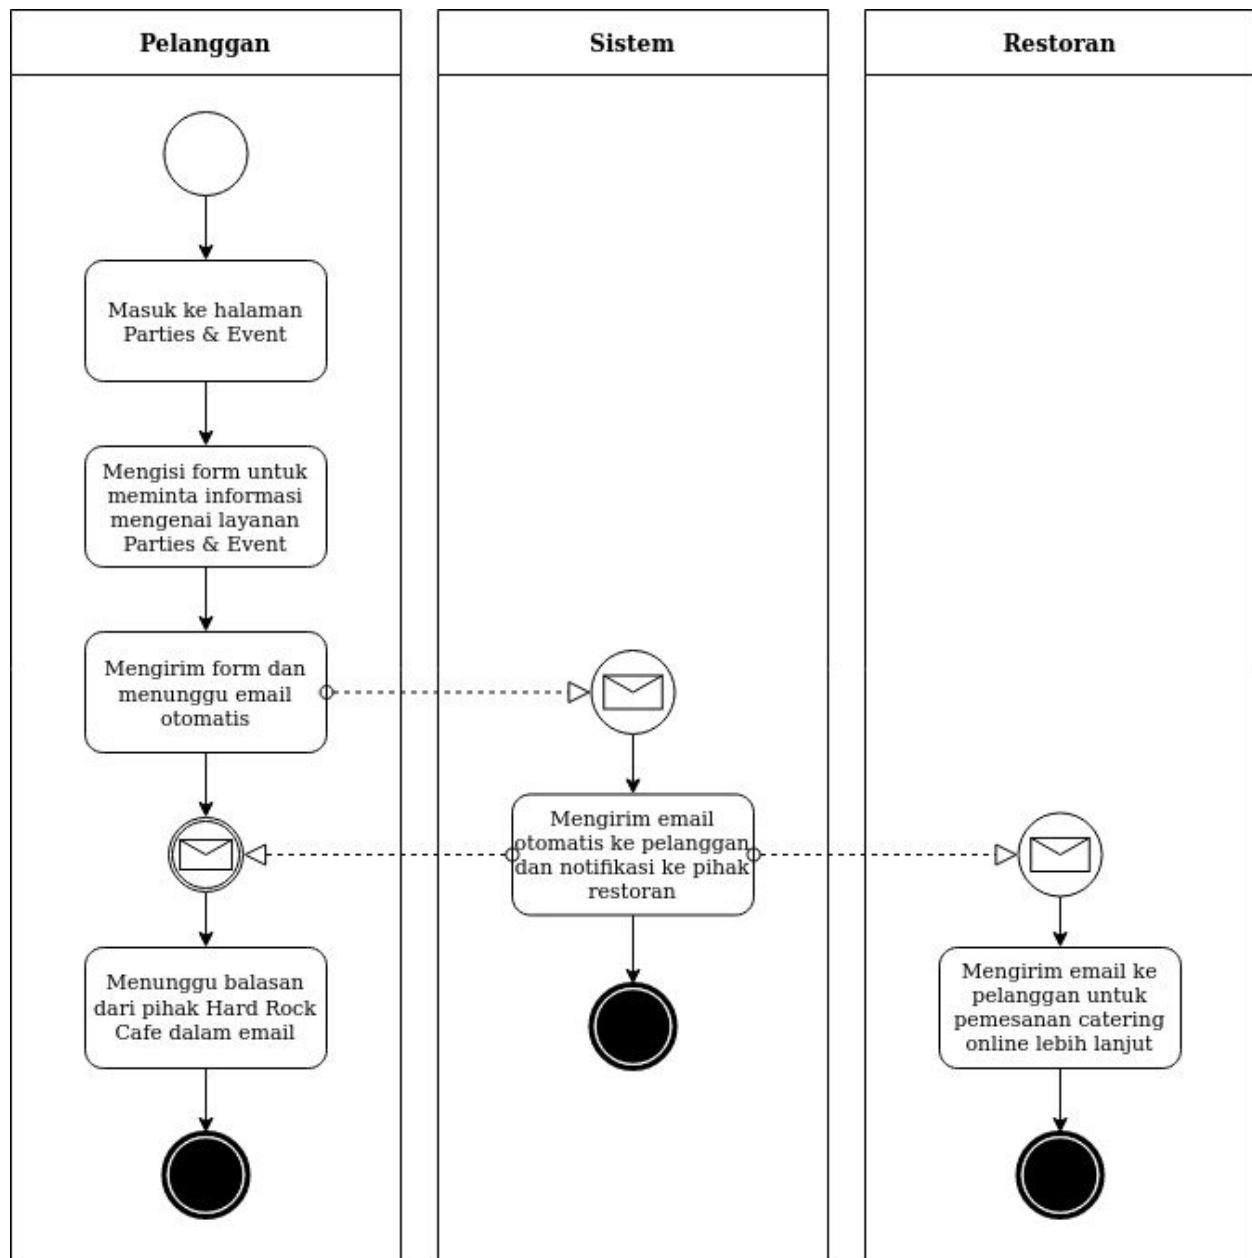 Pelanggan
Sistem
Restoran
Masuk ke halaman
Parties & Event
Mengisi form untuk
meminta informasi
mengenai layanan
Parties & Event
Mengirim form dan
menunggu email
otomatis
Mengirim email
otomatis ke pelanggan
dan notifikasi ke pihak
restoran
Menunggu balasan
dari pihak Hard Rock
Cafe dalam email
Mengirim email ke
pelanggan untuk
pemesanan catering
online lebih lanjut